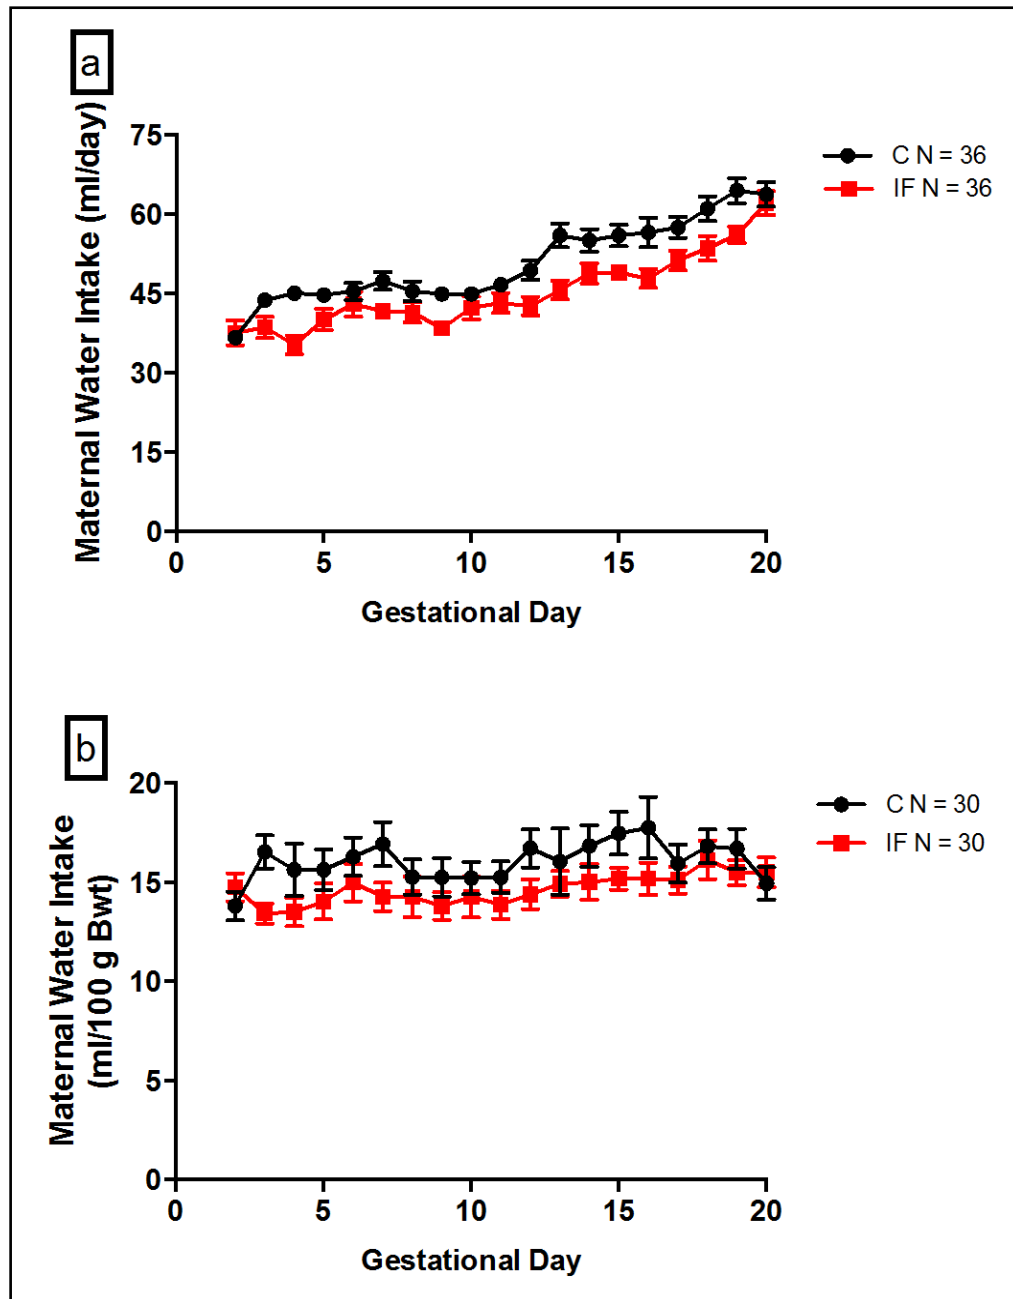 a
Maternal Water Intake (ml/day)
75
60
45
30
15
0
0 5 10 15 20
Gestational Day
C N = 36
IF N = 36
b
Maternal Water Intake
(ml/100 g Bwt)
20
15
10
5
0
0 5 10 15 20
Gestational Day
C N = 30
IF N = 30